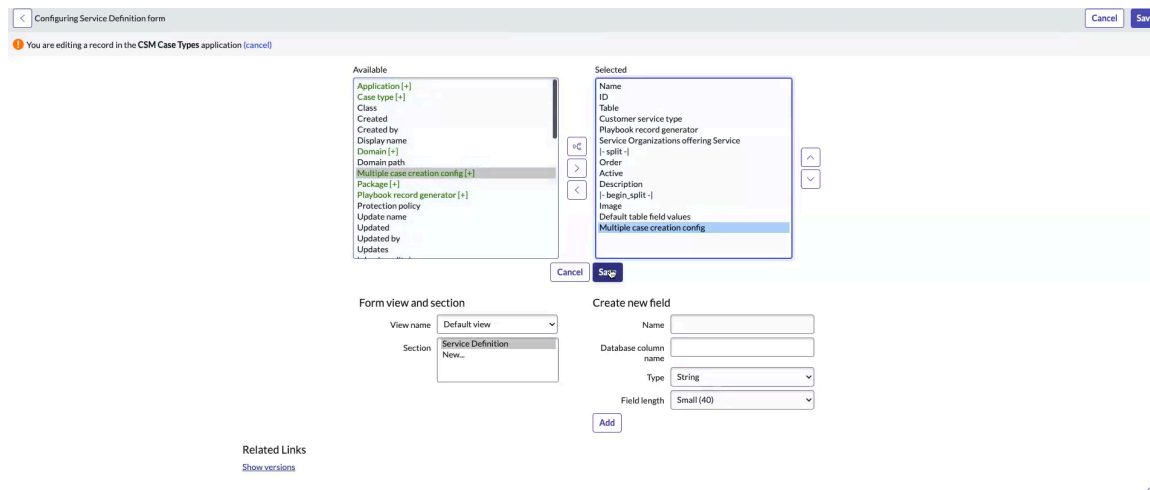 Configuring Service Definition form
Cancel
Sav
You are editing a record in the CSM Case Types application (cancel)
Available
Application [+]
Case type [+]
Class
Created
Created by
Display name
Domain [+]
Domain path
Multiple case creation config [+]
Package [+]
Playbook record generator [+]
Protection policy
Update name
Updated
Updated by
Updates
Selected
Name
ID
Table
Customer service type
Playbook record generator
Service Organizations offering Service
|- split -|
Order
Active
Description
|- begin_split -|
Image
Default table field values
Multiple case creation config
Cancel
Save
Form view and section
View name
Default view
Section
Service Definition
New...
Create new field
Name
Database column
name
Type
String
Field length
Small (40)
Add
Related Links
Show versions